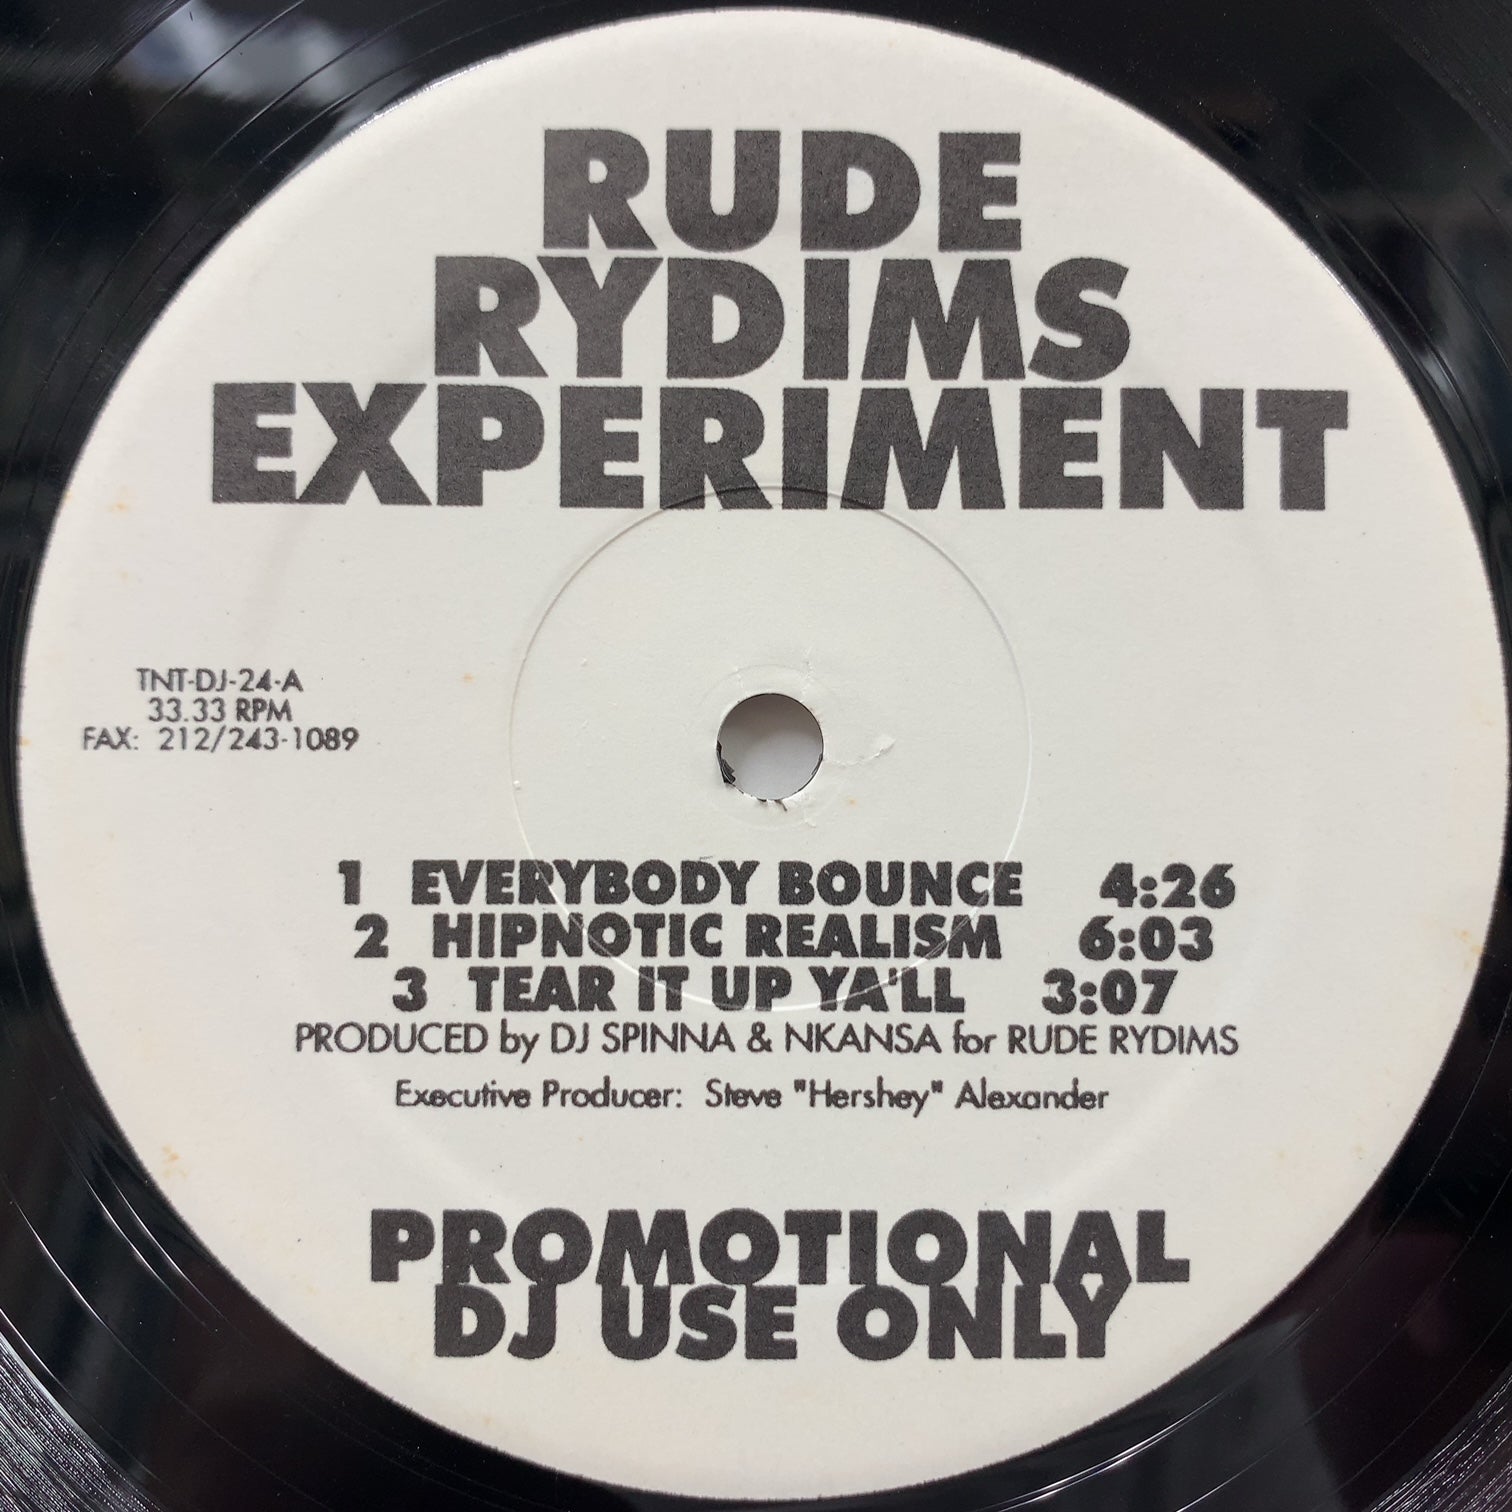 RUDE
RYDIMS
EXPERIMENT
TNT-DJ-24-A
33.33 RPM
FAX: 212/243-1089
1 EVERYBODY BOUNCE 4:26
2 HIPNOTIC REALISM 6:03
3 TEAR IT UP YA'LL 3:07
PRODUCED by DJ SPINNA & NKANSA for RUDE RYDIMS
Executive Producer: Steve "Hershey" Alexander
PROMOTIONAL
DJ USE ONLY